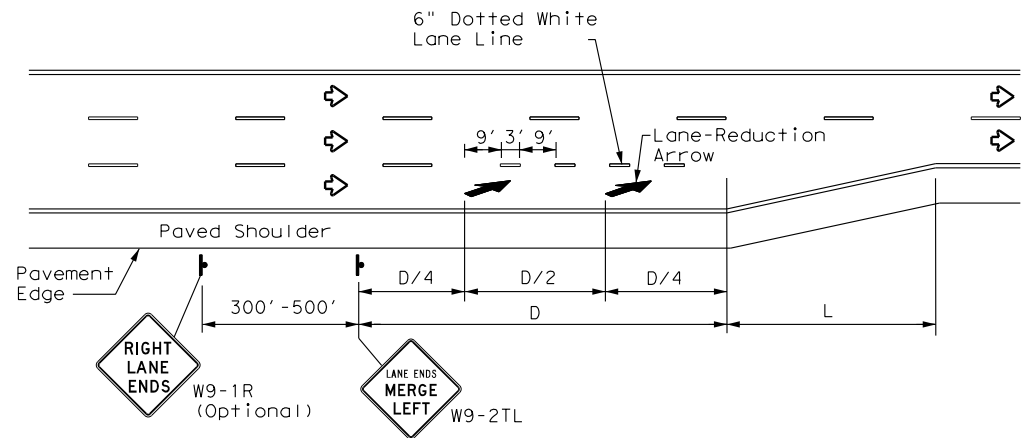 6" Dotted White
Lane Line
9' 3' 9'
Lane-Reduction
Arrow
Paved Shoulder
Pavement
Edge
D/4 D/2 D/4
300'-500' D L
RIGHT
LANE
ENDS
W9-1R
(Optional)
LANE ENDS
MERGE
LEFT
W9-2TL